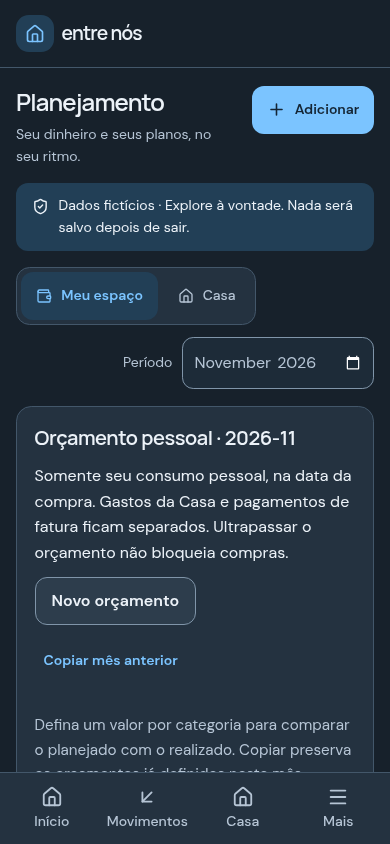 entre nós
Planejamento
Adicionar
Seu dinheiro e seus planos, no
seu ritmo.
Dados fictícios · Explore à vontade. Nada será
salvo depois de sair.
Meu espaço
Casa
Período
November 2026
Orçamento pessoal · 2026-11
Somente seu consumo pessoal, na data da
compra. Gastos da Casa e pagamentos de
fatura ficam separados. Ultrapassar o
orçamento não bloqueia compras.
Novo orçamento
Copiar mês anterior
Defina um valor por categoria para comparar
o planejado com o realizado. Copiar preserva
Início
Movimentos
Casa
Mais